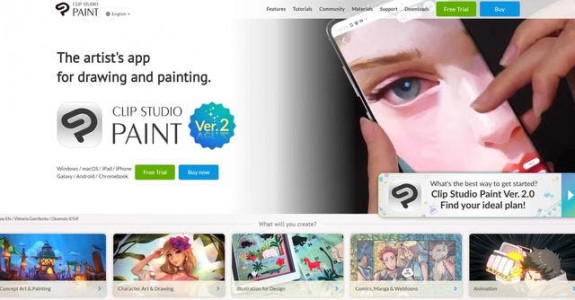 CLIP STUDIO
PAINT
English
Features Tutorials Community Materials Support Downloads Free Trial Buy
The artist's app
for drawing and painting.
CLIP STUDIO
PAINT
Ver.2
Windows / macOS / iPad / iPhone
Galaxy / Android / Chromebook
Free Trial Buy now
What's the best way to get started?
Clip Studio Paint Ver. 2.0
Find your ideal plan!
What will you create?
Concept Art & Painting
Character Art & Drawing
Illustration for Design
Comics, Manga & Webtoons
Animation